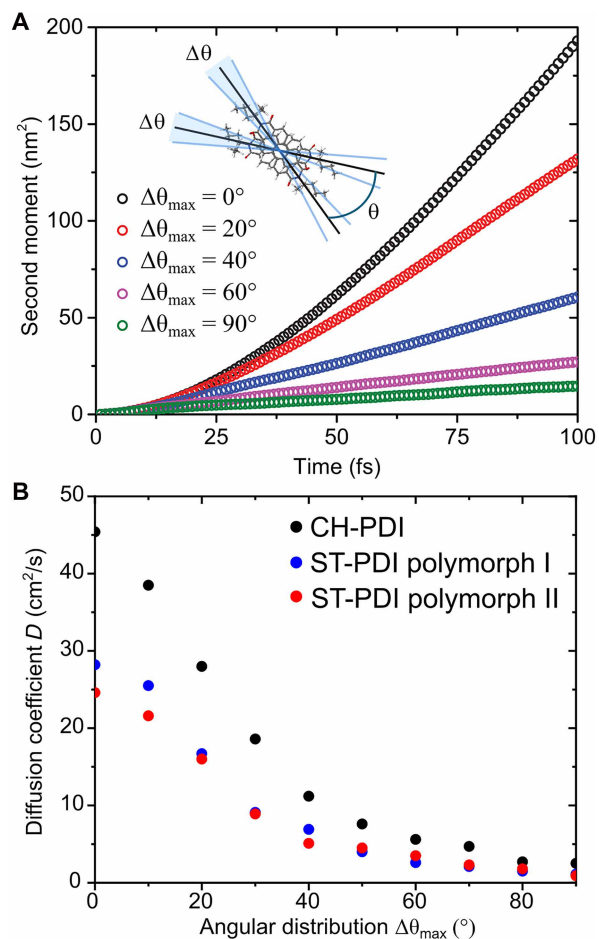 A
200
150
100
50
0
Second moment (nm²)
Δθ
Δθ
θ
Δθmax = 0°
Δθmax = 20°
Δθmax = 40°
Δθmax = 60°
Δθmax = 90°
0 25 50 75 100
Time (fs)
B
50
40
30
20
10
0
Diffusion coefficient D (cm²/s)
CH-PDI
ST-PDI polymorph I
ST-PDI polymorph II
0 20 40 60 80
Angular distribution Δθmax (°)